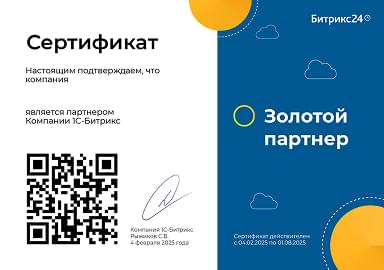 Сертификат
Настоящим подтверждаем, что
компания
является партнером
Компании 1С-Битрикс
Компания 1С-Битрикс
Рыжиков С.В.
4 февраля 2025 года
Битрикс24
Золотой
партнер
Сертификат действителен
с 04.02.2025 по 01.08.2025